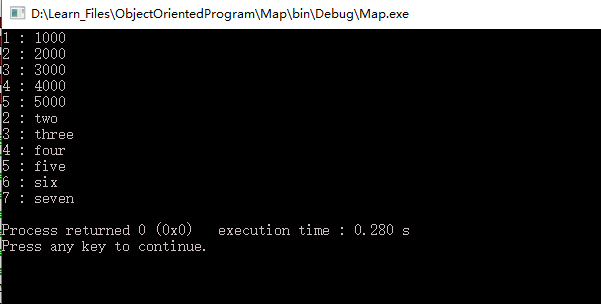 D:\Learn_Files\ObjectOrientedProgram\Map\bin\Debug\Map.exe
1 : 1000
2 : 2000
3 : 3000
4 : 4000
5 : 5000
2 : two
3 : three
4 : four
5 : five
6 : six
7 : seven
Process returned 0 (0x0)   execution time : 0.280 s
Press any key to continue.